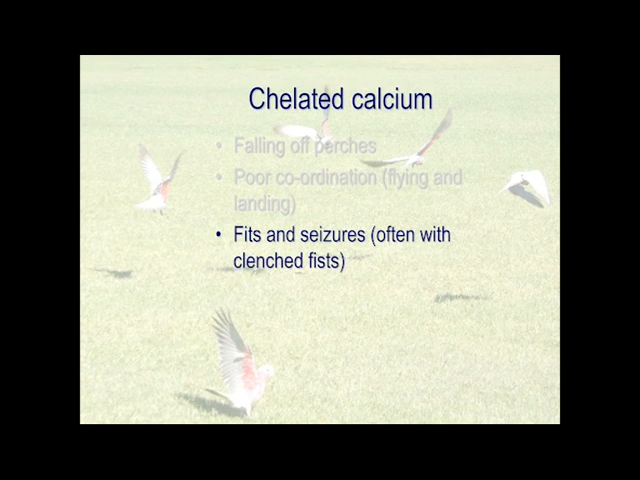 Chelated calcium
• Falling off perches
• Poor co-ordination (flying and
landing)
• Fits and seizures (often with
clenched fists)